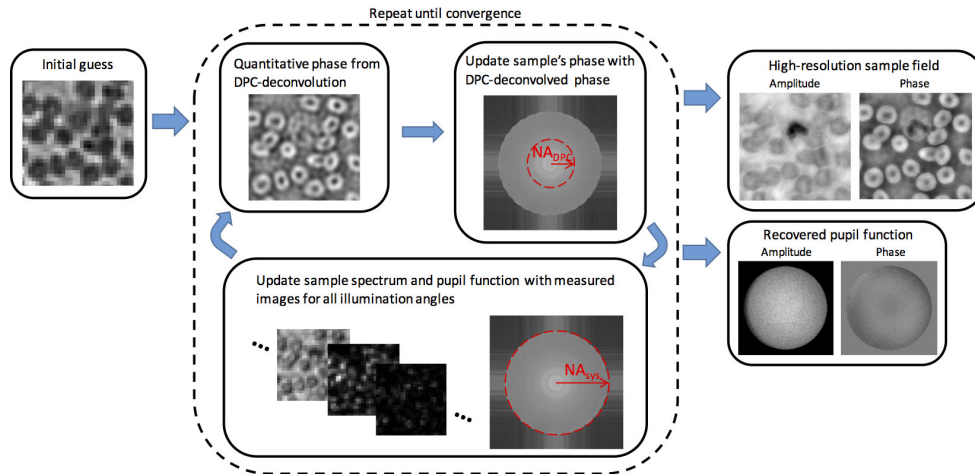 Repeat until convergence
Initial guess
Quantitative phase from
DPC-deconvolution
Update sample's phase with
DPC-deconvolved phase
NADPC
High-resolution sample field
Amplitude
Phase
Update sample spectrum and pupil function with measured
images for all illumination angles
NAsys
Recovered pupil function
Amplitude
Phase